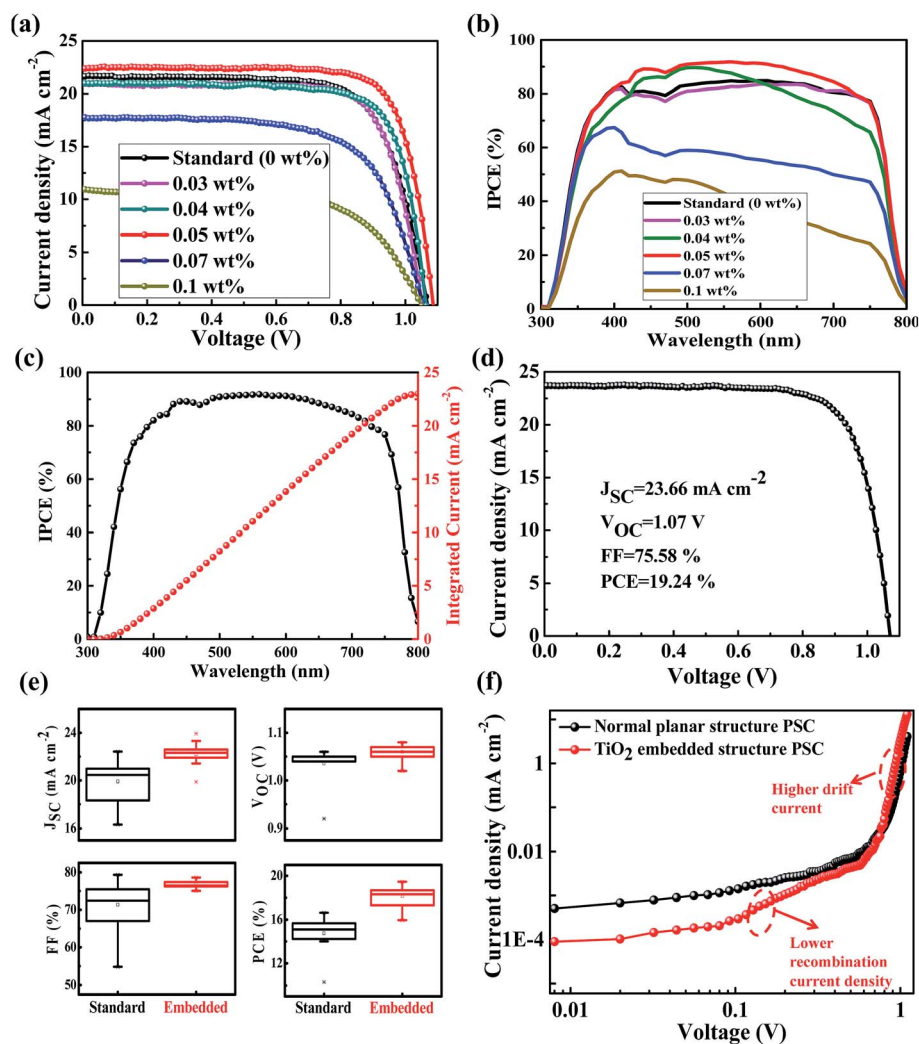 (a)
25
20
15
10
5
0
0.0 0.2 0.4 0.6 0.8 1.0
Current density (mA cm-2)
Voltage (V)
Standard (0 wt%)
0.03 wt%
0.04 wt%
0.05 wt%
0.07 wt%
0.1 wt%
(b)
100
80
60
40
20
0
300 400 500 600 700 800
IPCE (%)
Wavelength (nm)
Standard (0 wt%)
0.03 wt%
0.04 wt%
0.05 wt%
0.07 wt%
0.1 wt%
(c)
100
80
60
40
20
0
300 400 500 600 700 800
IPCE (%)
Wavelength (nm)
25
20
15
10
5
0
Integrated Current (mA cm-2)
(d)
25
20
15
10
5
0
0.0 0.2 0.4 0.6 0.8 1.0
Current density (mA cm-2)
Voltage (V)
JSC=23.66 mA cm-2
VOC=1.07 V
FF=75.58 %
PCE=19.24 %
(e)
24
22
20
18
16
JSC (mA cm-2)
1.1
1.0
0.9
VOC (V)
80
70
60
50
FF (%)
Standard Embedded
20
18
16
14
12
10
PCE (%)
Standard Embedded
(f)
Normal planar structure PSC
TiO2 embedded structure PSC
Higher drift
current
Lower
recombination
current density
1
0.01
1E-4
0.01 0.1 1
Current density (mA cm-2)
Voltage (V)